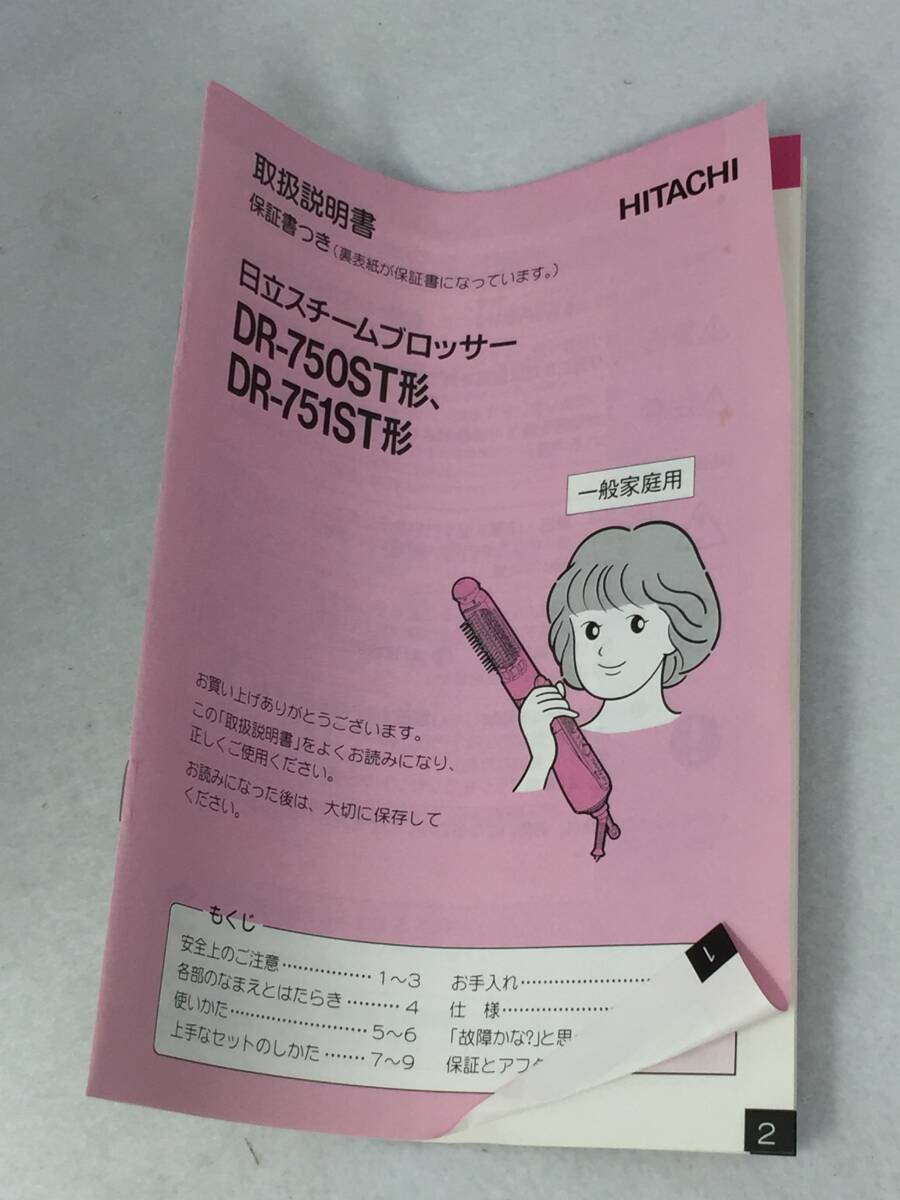 取扱説明書
HITACHI
保証書つき(裏表紙が保証書になっています。)
日立スチームブロッサー
DR-750ST形、
DR-751ST形
一般家庭用
お買い上げありがとうございます。
この「取扱説明書」をよくお読みになり、
正しくご使用ください。
お読みになった後は、大切に保存して
ください。
もくじ
安全上のご注意……………… 1〜3
各部のなまえとはたらき……… 4
使いかた……………………… 5〜6
上手なセットのしかた……… 7〜9
お手入れ……………………
仕 様…………………
「故障かな?」と思
保証とアフ
1
2